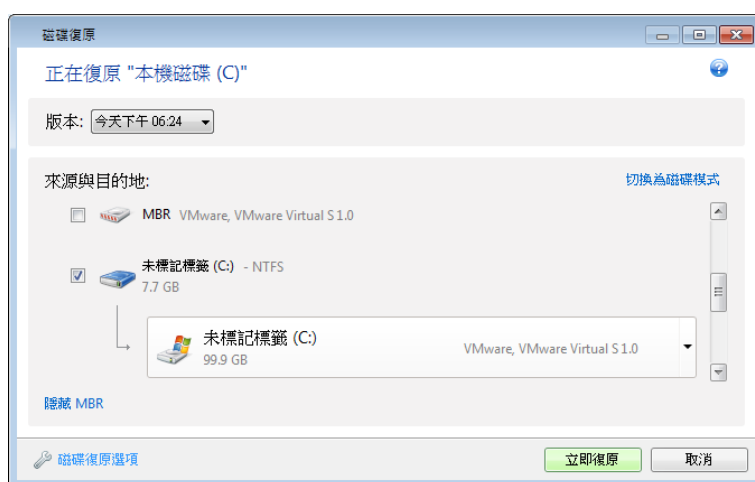 磁碟復原
正在復原 "本機磁碟 (C)"
版本: 今天下午 06:24
來源與目的地:
切換為磁碟模式
MBR VMware, VMware Virtual S 1.0
未標記標籤 (C:) - NTFS
7.7 GB
未標記標籤 (C:)
99.9 GB
VMware, VMware Virtual S 1.0
隱藏 MBR
磁碟復原選項
立即復原
取消